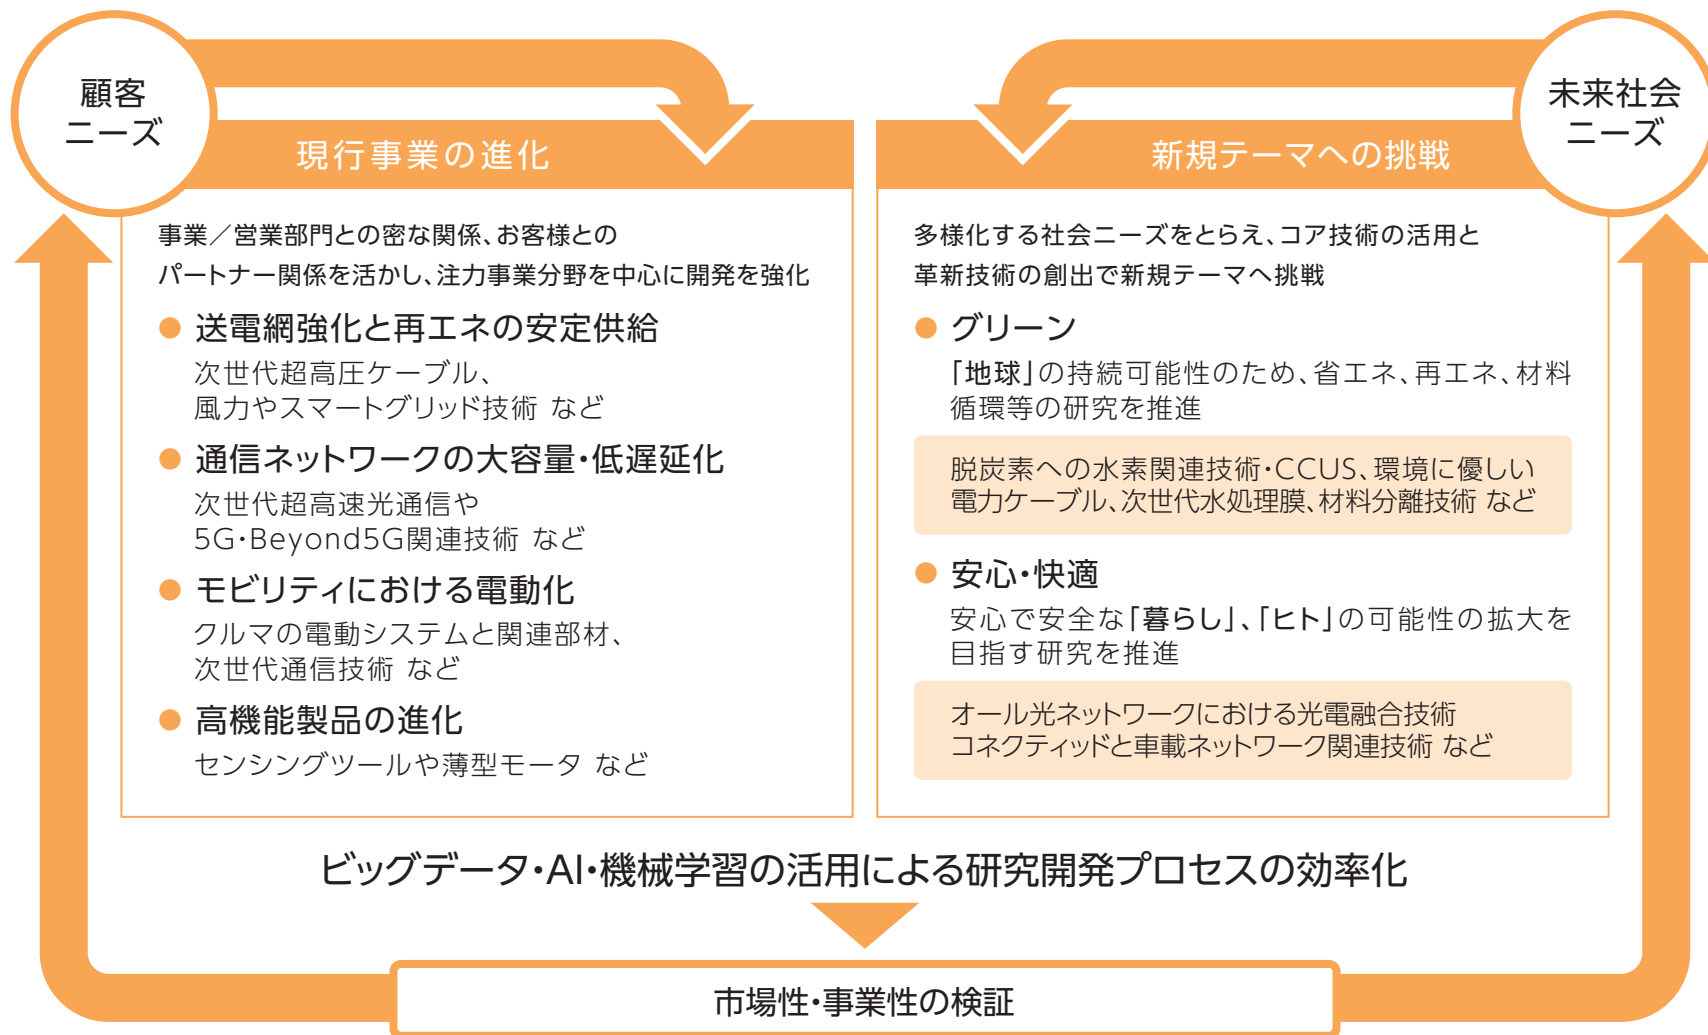 顧客
ニーズ
現行事業の進化
事業／営業部門との密な関係、お客様との
パートナー関係を活かし、注力事業分野を中心に開発を強化
● 送電網強化と再エネの安定供給
次世代超高圧ケーブル、
風力やスマートグリッド技術 など
● 通信ネットワークの大容量・低遅延化
次世代超高速光通信や
5G・Beyond5G関連技術 など
● モビリティにおける電動化
クルマの電動システムと関連部材、
次世代通信技術 など
● 高機能製品の進化
センシングツールや薄型モータ など
未来社会
ニーズ
新規テーマへの挑戦
多様化する社会ニーズをとらえ、コア技術の活用と
革新技術の創出で新規テーマへ挑戦
● グリーン
「地球」の持続可能性のため、省エネ、再エネ、材料
循環等の研究を推進
脱炭素への水素関連技術・CCUS、環境に優しい
電力ケーブル、次世代水処理膜、材料分離技術 など
● 安心・快適
安心で安全な「暮らし」、「ヒト」の可能性の拡大を
目指す研究を推進
オール光ネットワークにおける光電融合技術
コネクティッドと車載ネットワーク関連技術 など
ビッグデータ・AI・機械学習の活用による研究開発プロセスの効率化
市場性・事業性の検証